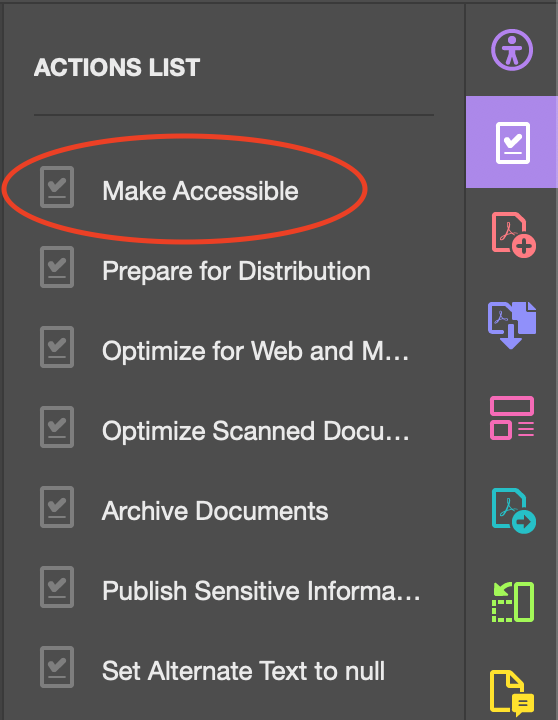 ACTIONS LIST
Make Accessible
Prepare for Distribution
Optimize for Web and M...
Optimize Scanned Docu...
Archive Documents
Publish Sensitive Informa...
Set Alternate Text to null